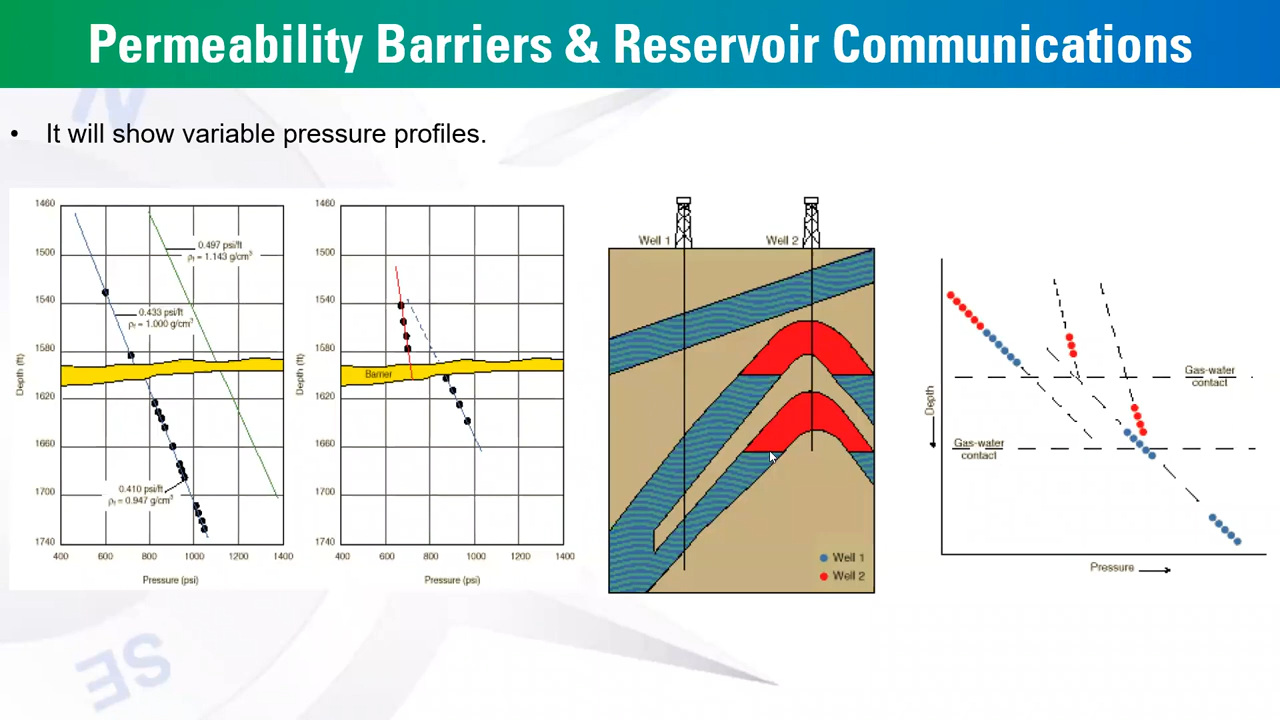 Permeability Barriers & Reservoir Communications
• It will show variable pressure profiles.
1460
1500
1540
1580
1620
1660
1700
1740
Depth (ft)
0.497 psi/ft
ρf = 1.143 g/cm³
0.433 psi/ft
ρf = 1.000 g/cm³
0.410 psi/ft
ρf = 0.947 g/cm³
400 600 800 1000 1200 1400
Pressure (psi)
1460
1500
1540
1580
1620
1660
1700
1740
Depth (ft)
Barrier
400 600 800 1000 1200 1400
Pressure (psi)
Well 1 Well 2
Well 1
Well 2
Depth
Gas-water
contact
Gas-water
contact
Pressure
N
SE